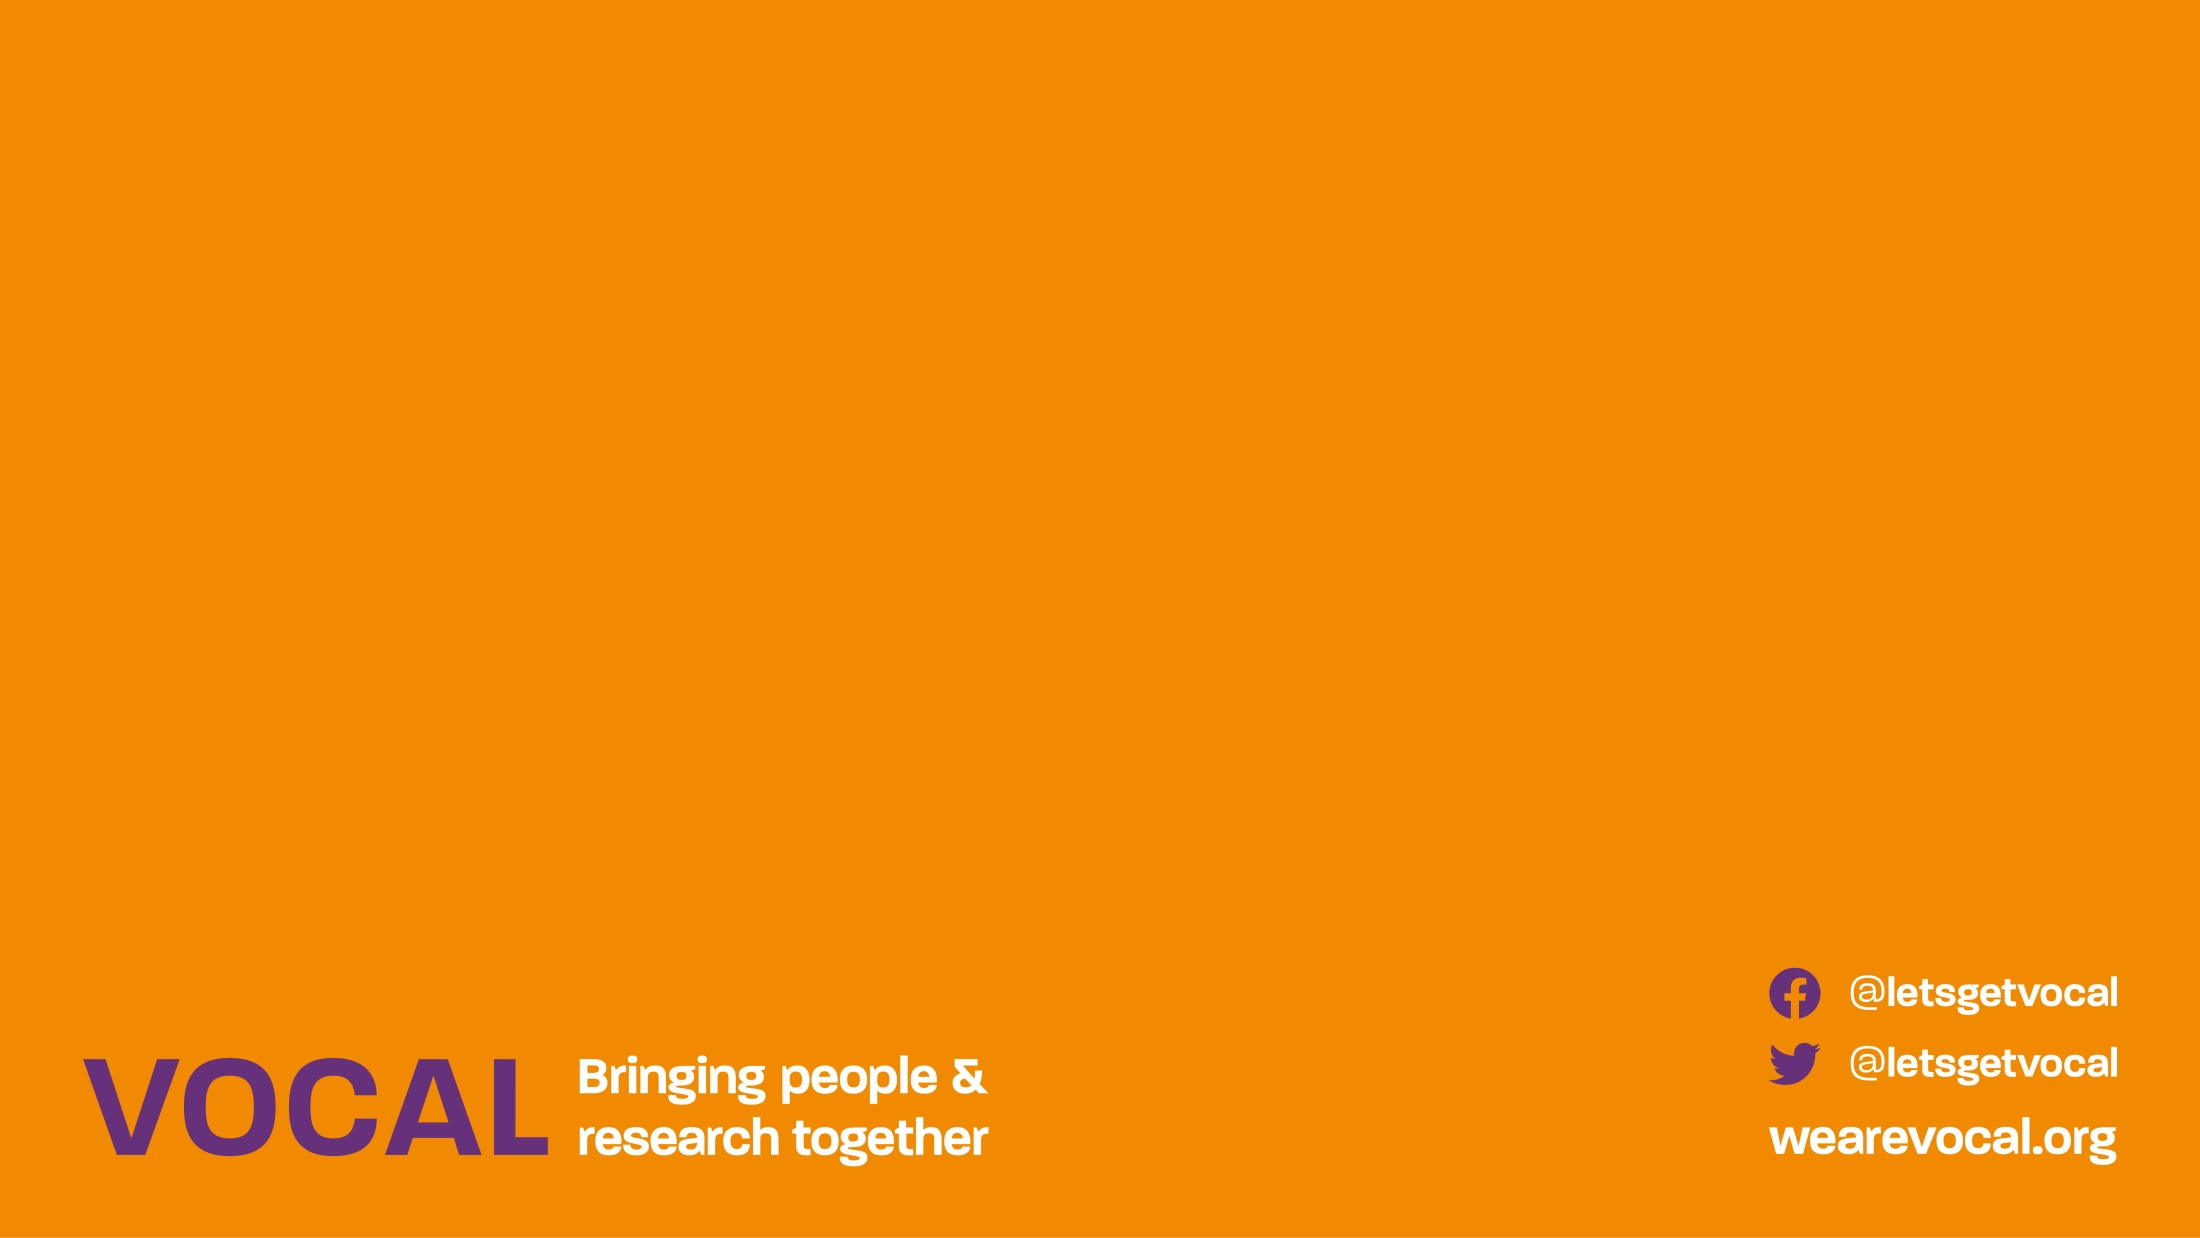 VOCAL
Bringing people &
research together
@letsgetvocal
@letsgetvocal
wearevocal.org